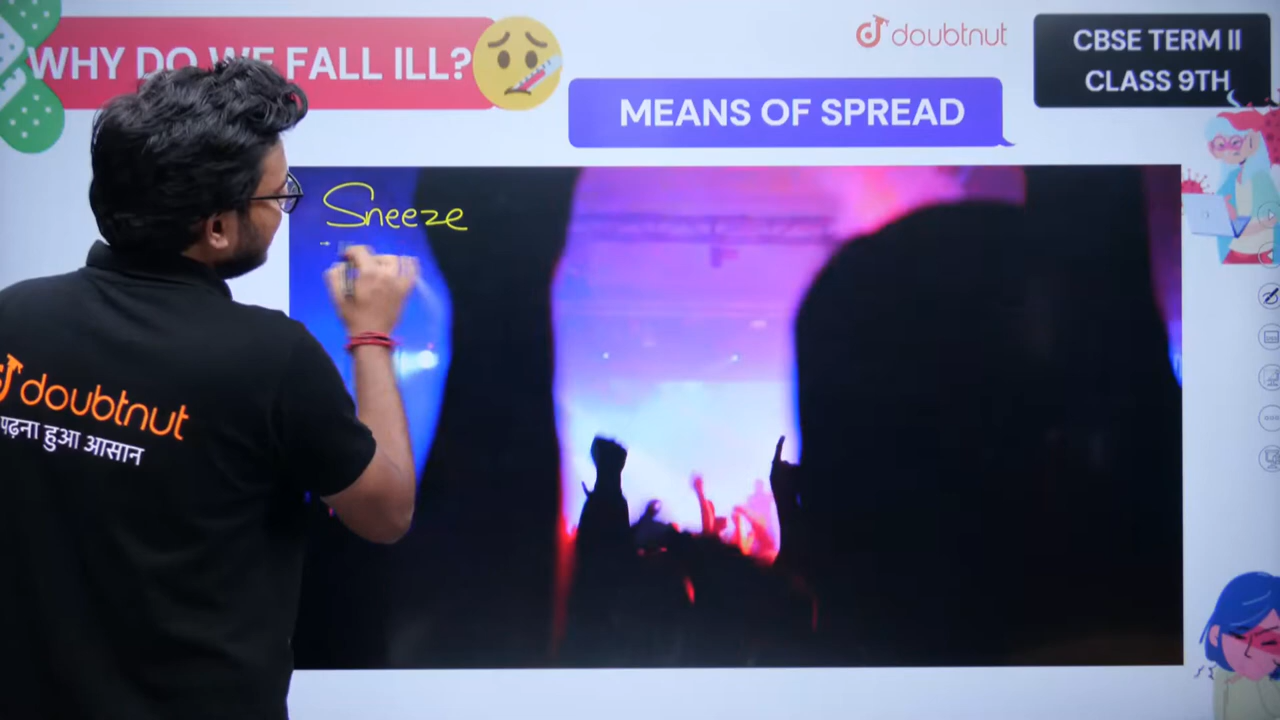 WHY DO WE FALL ILL?
doubtnut
CBSE TERM II
CLASS 9TH
MEANS OF SPREAD
Sneeze
doubtnut
पढ़ना हुआ आसान